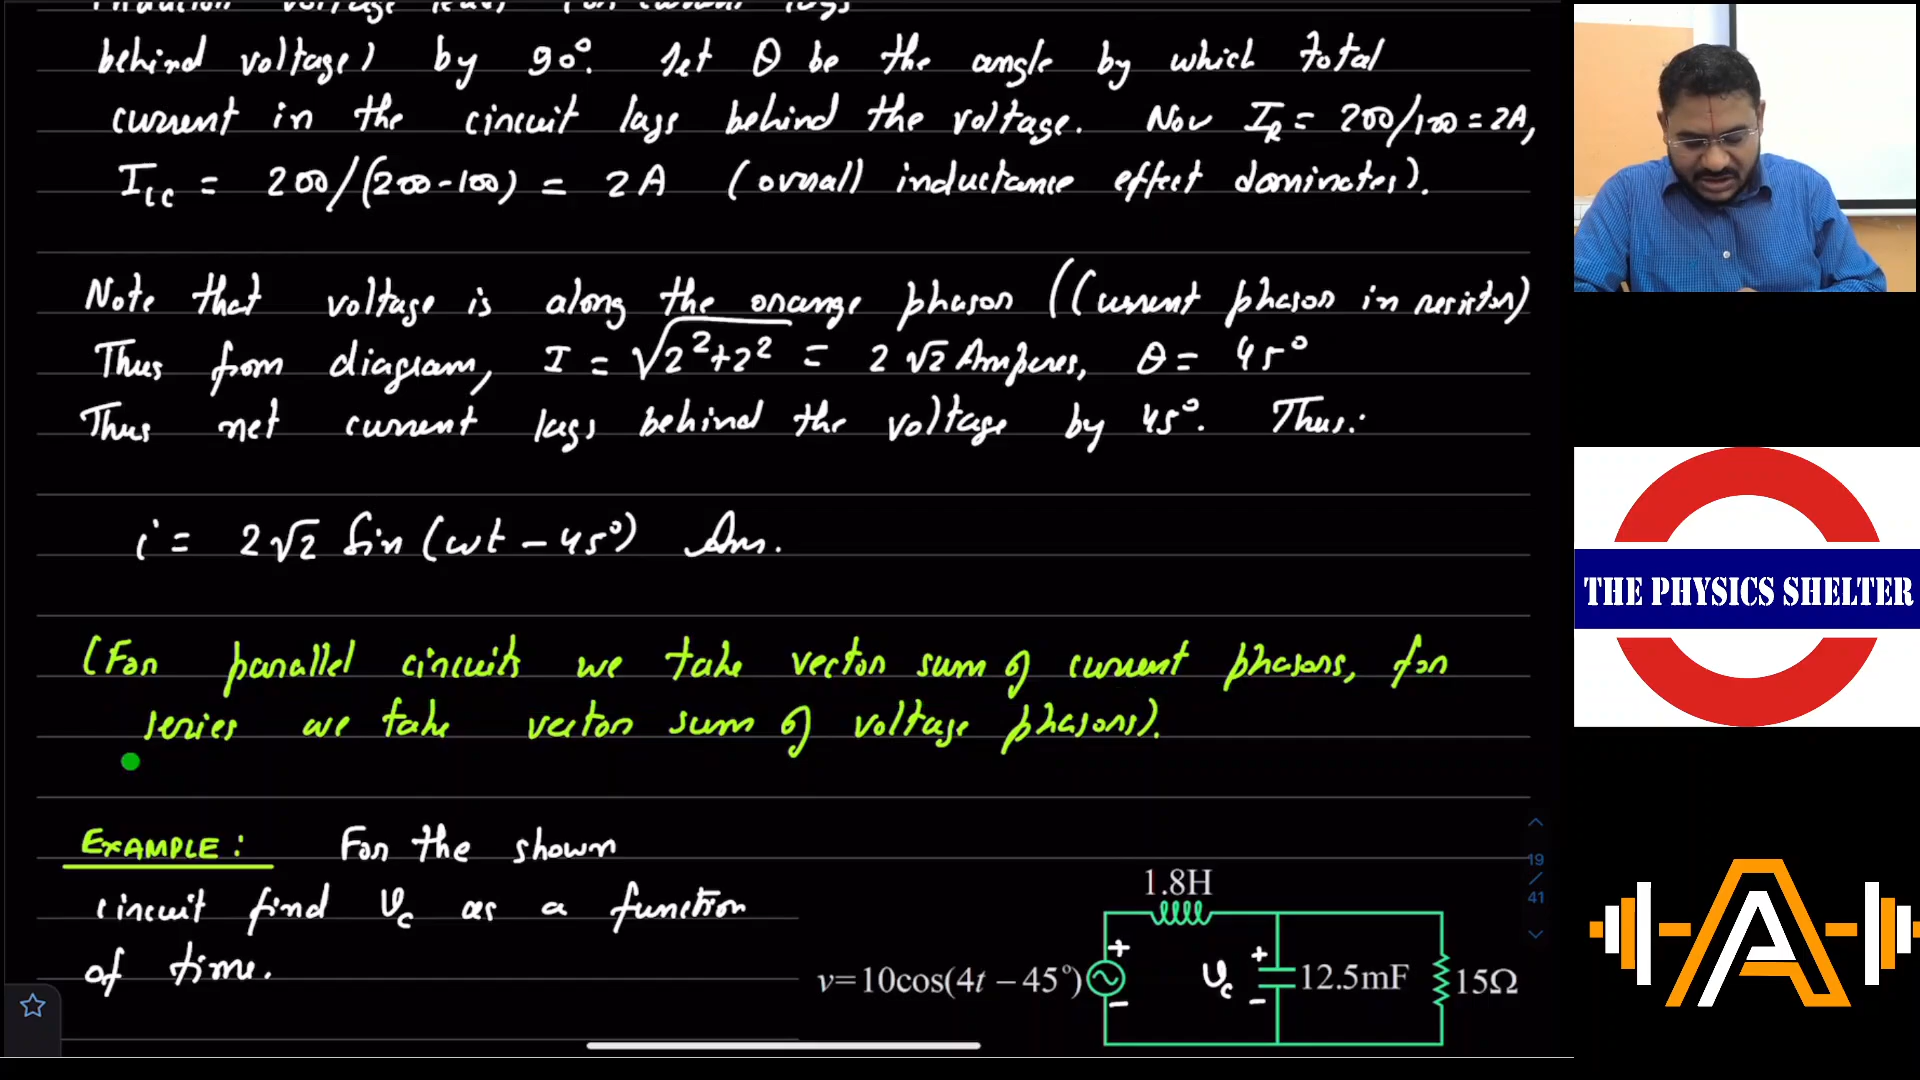 voltage
behind voltage) by 90°. Let θ be the angle by which total
current in the circuit lags behind the voltage. Now I_R = 200/100 = 2A,
I_LC = 200/(200-100) = 2A (overall inductance effect dominates).
Note that voltage is along the orange phasor (Current phasor in resistor)
Thus from diagram, I = √2²+2² = 2√2 Amperes, θ = 45°
Thus net current lags behind the voltage by 45°. Thus:
i = 2√2 Sin (ωt - 45°) Ans.
(For parallel circuits we take vector sum of current phasors, for
series we take vector sum of voltage phasors).
EXAMPLE: For the shown
circuit find V_c as a function
of time.
1.8H
v=10cos(4t – 45°)
+
–
V_c
+
–
12.5mF
15Ω
19
/
41
THE PHYSICS SHELTER
A